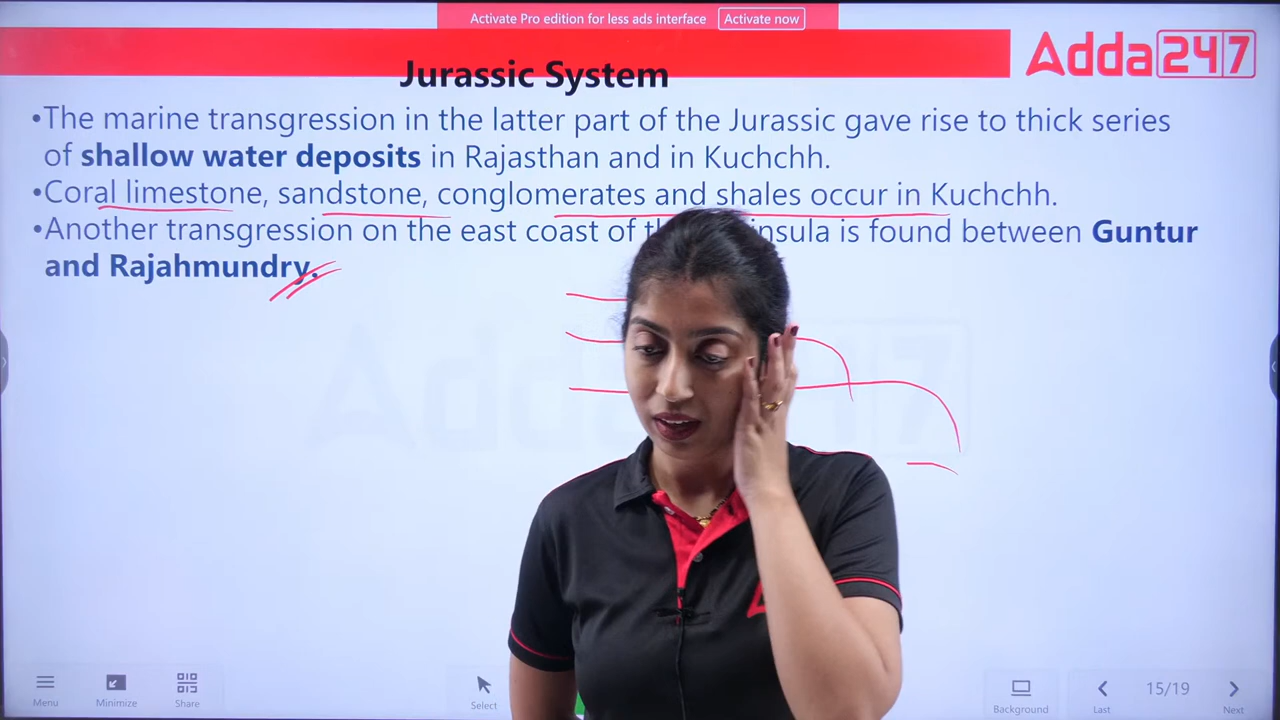 Activate Pro edition for less ads interface Activate now
Adda 247
Jurassic System
•The marine transgression in the latter part of the Jurassic gave rise to thick series
of shallow water deposits in Rajasthan and in Kuchchh.
•Coral limestone, sandstone, conglomerates and shales occur in Kuchchh.
•Another transgression on the east coast of is found between Guntur
and Rajahmundry.
Menu Minimize Share Select Background Last 15/19 Next